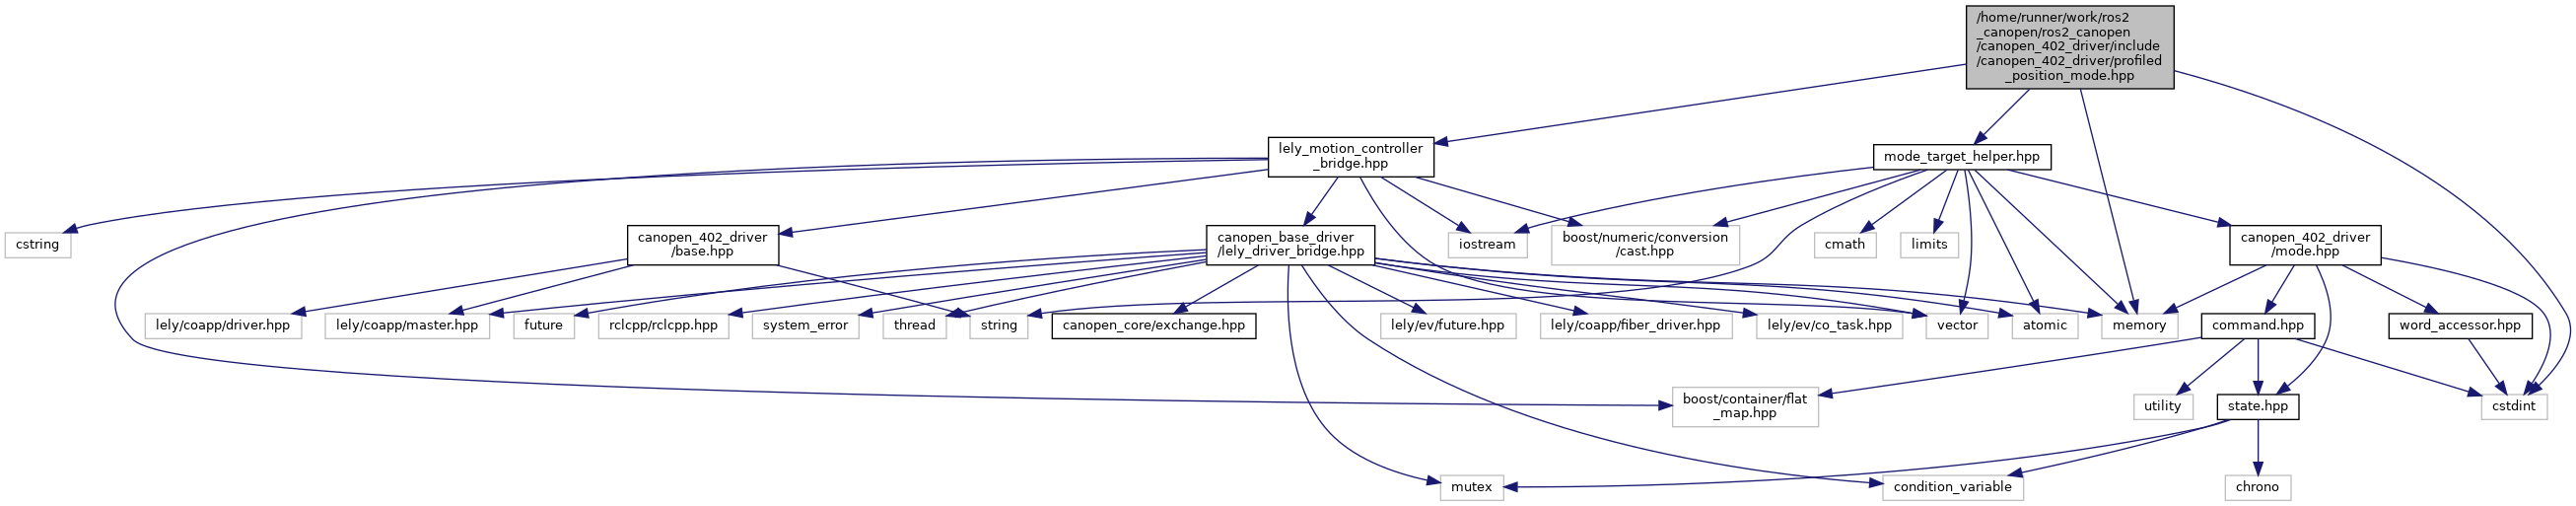 /home/runner/work/ros2
_canopen/ros2_canopen
/canopen_402_driver/include
/canopen_402_driver/profiled
_position_mode.hpp
lely_motion_controller
_bridge.hpp
mode_target_helper.hpp
cstring
canopen_402_driver
/base.hpp
canopen_base_driver
/lely_driver_bridge.hpp
iostream
boost/numeric/conversion
/cast.hpp
cmath
limits
canopen_402_driver
/mode.hpp
lely/coapp/driver.hpp
lely/coapp/master.hpp
future
rclcpp/rclcpp.hpp
system_error
thread
string
canopen_core/exchange.hpp
lely/ev/future.hpp
lely/coapp/fiber_driver.hpp
lely/ev/co_task.hpp
vector
atomic
memory
command.hpp
word_accessor.hpp
boost/container/flat
_map.hpp
utility
state.hpp
cstdint
mutex
condition_variable
chrono